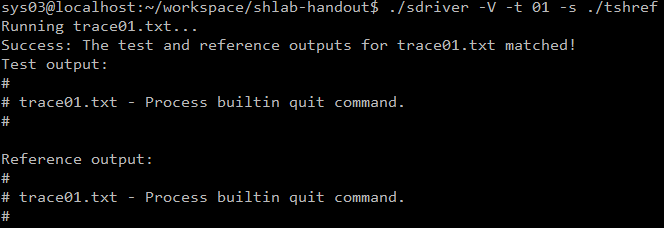 sys03@localhost:~/workspace/shlab-handout$ ./sdriver -V -t 01 -s ./tshref
Running trace01.txt...
Success: The test and reference outputs for trace01.txt matched!
Test output:
#
# trace01.txt - Process builtin quit command.
#
Reference output:
#
# trace01.txt - Process builtin quit command.
#